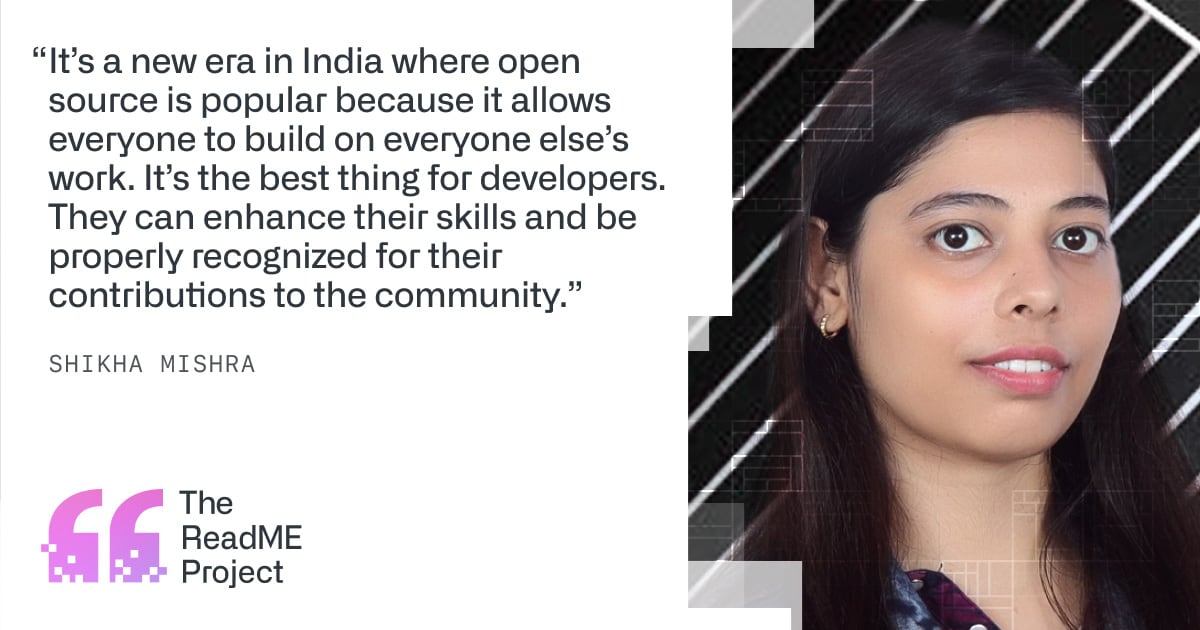 “It’s a new era in India where open
source is popular because it allows
everyone to build on everyone else’s
work. It’s the best thing for developers.
They can enhance their skills and be
properly recognized for their
contributions to the community.”
SHIKHA MISHRA
The
ReadME
Project